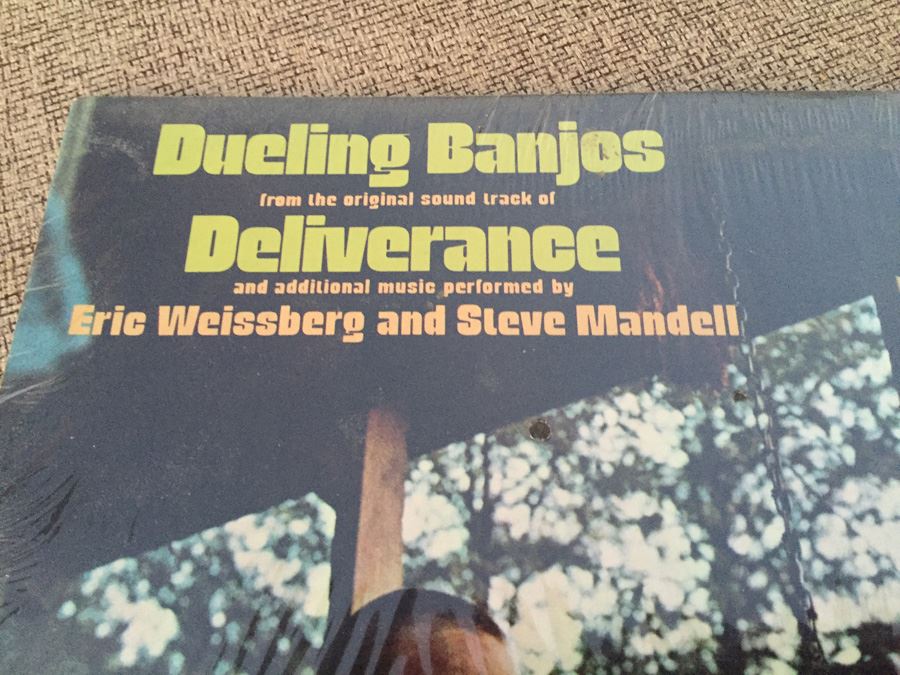 Dueling Banjos
from the original sound track of
Deliverance
and additional music performed by
Eric Weissberg and Steve Mandell